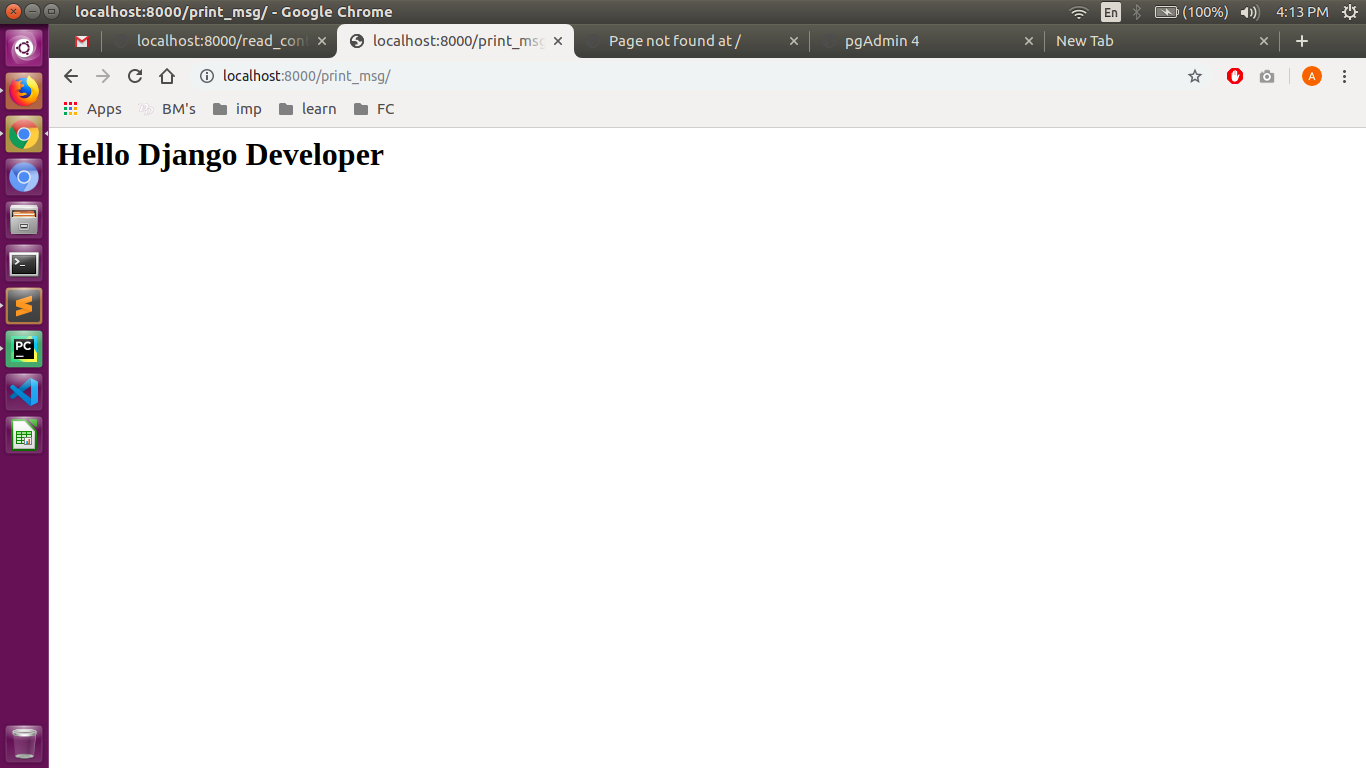 localhost:8000/print_msg/ - Google Chrome
En
(100%)
4:13 PM
localhost:8000/read_con
localhost:8000/print_msg
Page not found at /
pgAdmin 4
New Tab
localhost:8000/print_msg/
A
Apps
BM's
imp
learn
FC
Hello Django Developer
PC